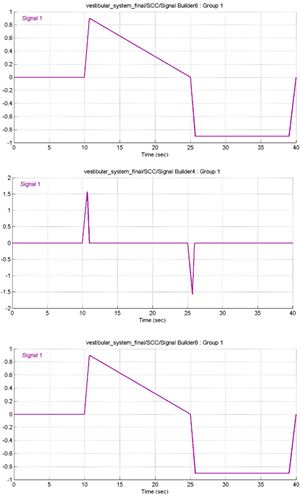 vestibular_system_final/SCC/Signal Builder6 : Group 1
Signal 1
1
0.8
0.6
0.4
0.2
0
-0.2
-0.4
-0.6
-0.8
-1
0 5 10 15 20 25 30 35 40
Time (sec)
vestibular_system_final/SCC/Signal Builder4 : Group 1
Signal 1
2
1.5
1
0.5
0
-0.5
-1
-1.5
-2
0 5 10 15 20 25 30 35 40
Time (sec)
vestibular_system_final/SCC/Signal Builder6 : Group 1
Signal 1
1
0.8
0.6
0.4
0.2
0
-0.2
-0.4
-0.6
-0.8
-1
0 5 10 15 20 25 30 35 40
Time (sec)